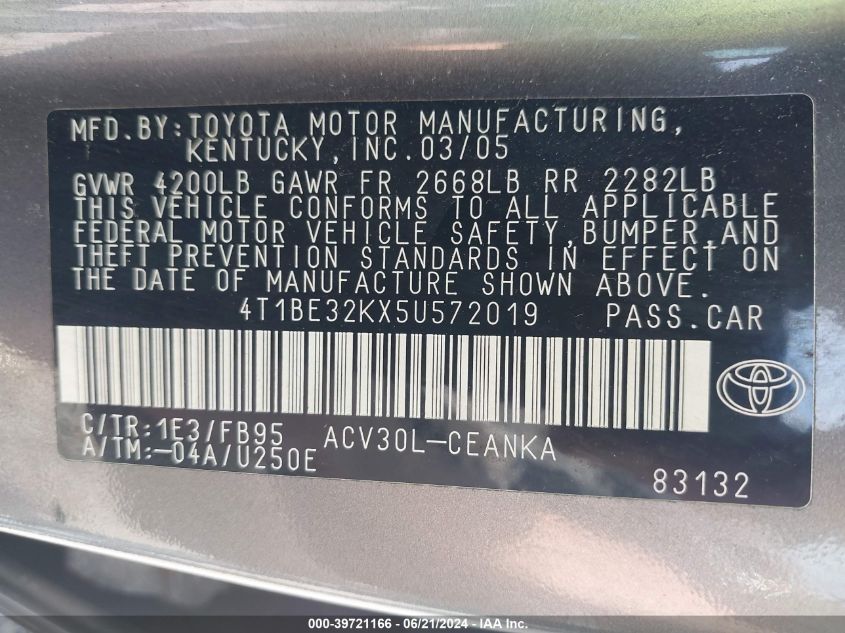 MFD.BY:TOYOTA MOTOR MANUFACTURING,
KENTUCKY, INC. 03/05
GVWR 4200LB GAWR FR 2668LB RR 2282LB
THIS VEHICLE CONFORMS TO ALL APPLICABLE
FEDERAL MOTOR VEHICLE SAFETY, BUMPER, AND
THEFT PREVENTION STANDARDS IN EFFECT ON
THE DATE OF MANUFACTURE SHOWN ABOVE.
4T1BE32KX5U572019 PASS.CAR
C/TR:1E3/FB95 ACV30L-CEANKA
A/TM:-04A/U250E
83132
000-39721166 - 06/21/2024 - IAA Inc.